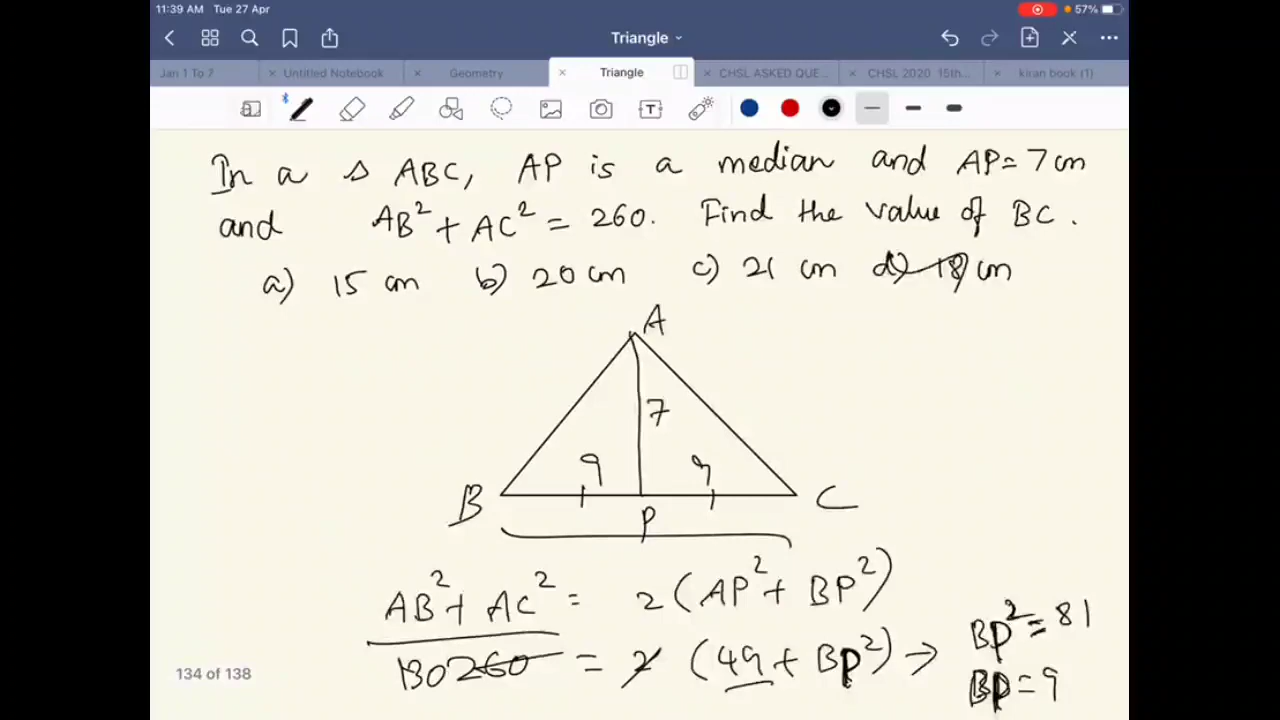 11:39 AM Tue 27 Apr
57%
Triangle
Jan 1 To 7
Untitled Notebook
Geometry
Triangle
CHSL ASKED QUE...
CHSL 2020 15th...
kiran book (1)
In a Δ ABC, AP is a median and AP = 7 cm
and AB² + AC² = 260. Find the value of BC.
a) 15 cm b) 20 cm c) 21 cm d) 18 cm
A
7
9 9
B P C
AB² + AC² = 2 (AP² + BP²)
130 260 = 2 (49 + BP²) →
BP² = 81
BP = 9
134 of 138